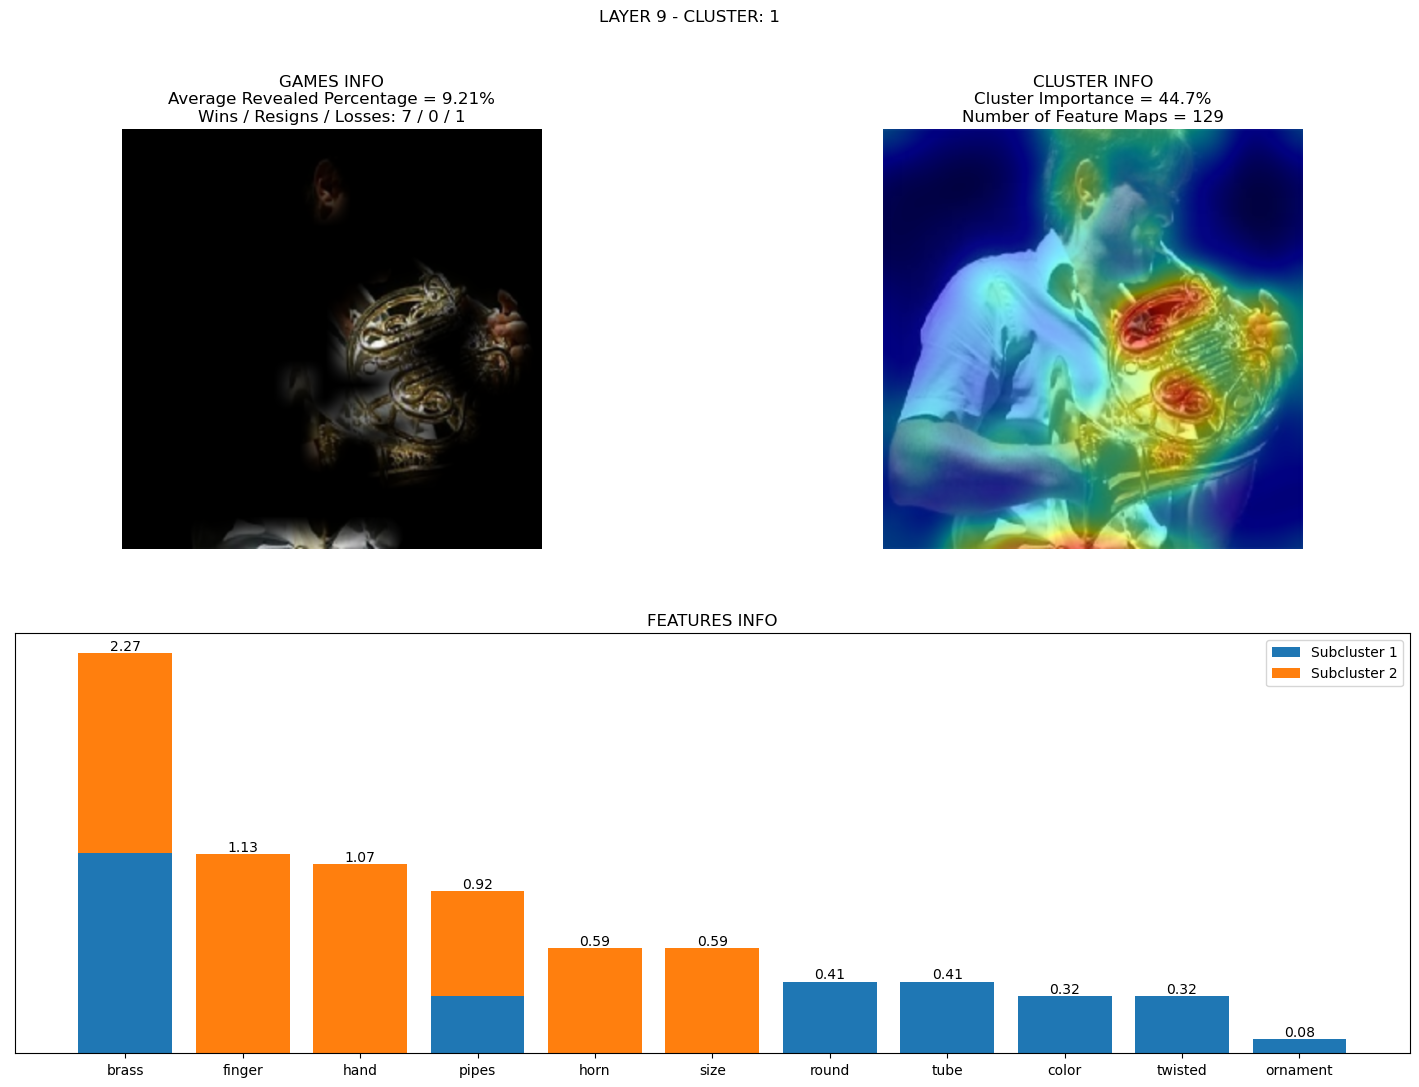 LAYER 9 - CLUSTER: 1
GAMES INFO
Average Revealed Percentage = 9.21%
Wins / Resigns / Losses: 7 / 0 / 1
CLUSTER INFO
Cluster Importance = 44.7%
Number of Feature Maps = 129
FEATURES INFO
Subcluster 1
Subcluster 2
2.27
1.13
1.07
0.92
0.59
0.59
0.41
0.41
0.32
0.32
0.08
brass
finger
hand
pipes
horn
size
round
tube
color
twisted
ornament